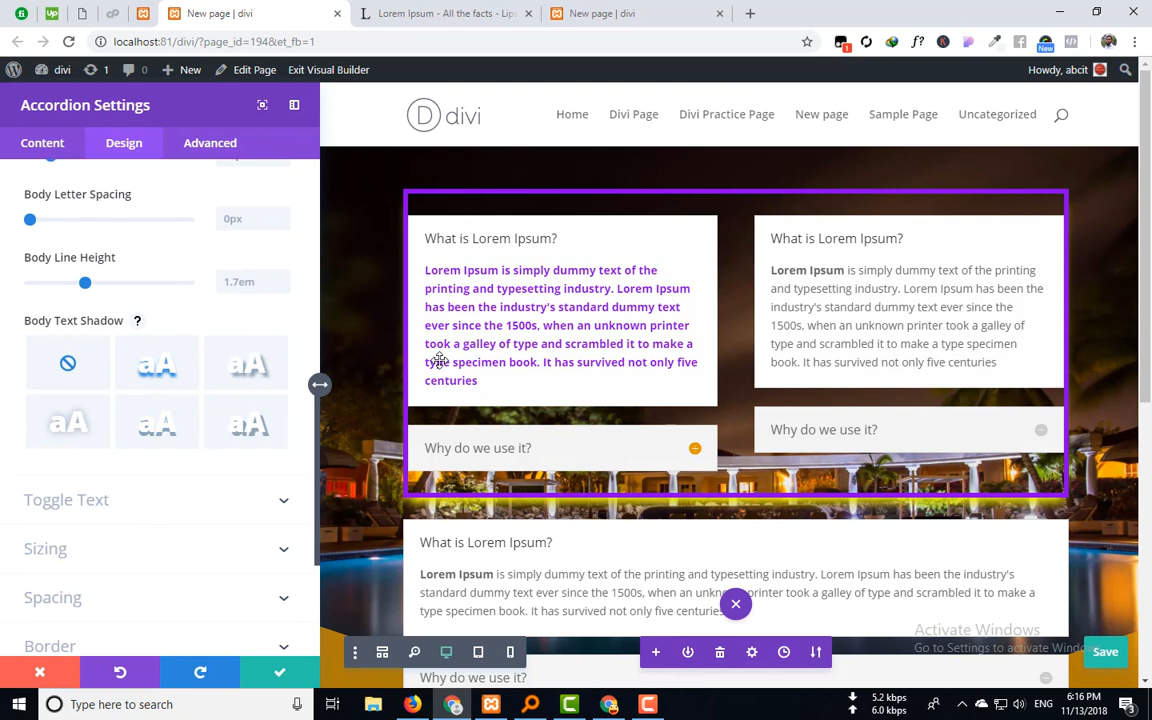 New page | divi
Lorem Ipsum - All the facts - Lips
New page | divi
localhost:81/divi/?page_id=194&et_fb=1
1
New
divi
1
New
Edit Page
Exit Visual Builder
Howdy, abcit
Accordion Settings
Content
Design
Advanced
Body Letter Spacing
0px
Body Line Height
1.7em
Body Text Shadow ?
aA
aA
aA
aA
aA
Toggle Text
Sizing
Spacing
Border
D divi
Home
Divi Page
Divi Practice Page
New page
Sample Page
Uncategorized
What is Lorem Ipsum?
Lorem Ipsum is simply dummy text of the
printing and typesetting industry. Lorem Ipsum
has been the industry's standard dummy text
ever since the 1500s, when an unknown printer
took a galley of type and scrambled it to make a
type specimen book. It has survived not only five
centuries
Why do we use it?
What is Lorem Ipsum?
Lorem Ipsum is simply dummy text of the printing
and typesetting industry. Lorem Ipsum has been the
industry's standard dummy text ever since the
1500s, when an unknown printer took a galley of
type and scrambled it to make a type specimen
book. It has survived not only five centuries
Why do we use it?
What is Lorem Ipsum?
Lorem Ipsum is simply dummy text of the printing and typesetting industry. Lorem Ipsum has been the industry's
standard dummy text ever since the 1500s, when an unknown printer took a galley of type and scrambled it to make a
type specimen book. It has survived not only five centuries
Why do we use it?
Activate Windows
Go to Settings to activate Windows.
Save
Type here to search
5.2 kbps
6.0 kbps
ENG
6:16 PM
11/13/2018
3